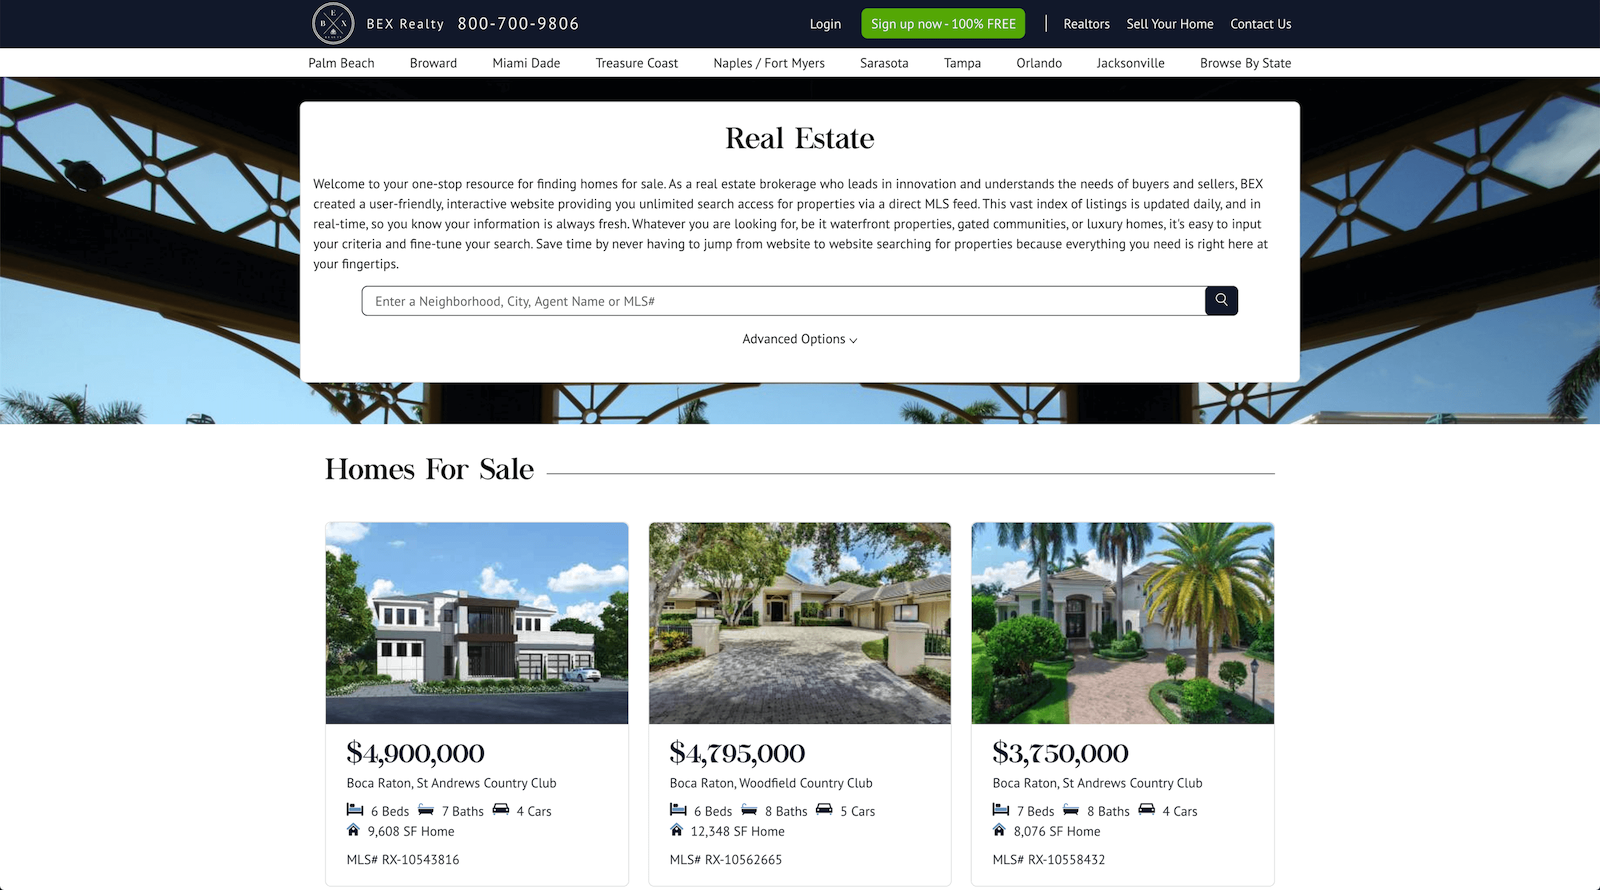 BEX Realty 800-700-9806 Login Sign up now - 100% FREE Realtors Sell Your Home Contact Us
Palm Beach Broward Miami Dade Treasure Coast Naples / Fort Myers Sarasota Tampa Orlando Jacksonville Browse By State
Real Estate
Welcome to your one-stop resource for finding homes for sale. As a real estate brokerage who leads in innovation and understands the needs of buyers and sellers, BEX
created a user-friendly, interactive website providing you unlimited search access for properties via a direct MLS feed. This vast index of listings is updated daily, and in
real-time, so you know your information is always fresh. Whatever you are looking for, be it waterfront properties, gated communities, or luxury homes, it's easy to input
your criteria and fine-tune your search. Save time by never having to jump from website to website searching for properties because everything you need is right here at
your fingertips.
Enter a Neighborhood, City, Agent Name or MLS#
Advanced Options
Homes For Sale
$4,900,000
Boca Raton, St Andrews Country Club
6 Beds 7 Baths 4 Cars
9,608 SF Home
MLS# RX-10543816
$4,795,000
Boca Raton, Woodfield Country Club
6 Beds 8 Baths 5 Cars
12,348 SF Home
MLS# RX-10562665
$3,750,000
Boca Raton, St Andrews Country Club
7 Beds 8 Baths 4 Cars
8,076 SF Home
MLS# RX-10558432